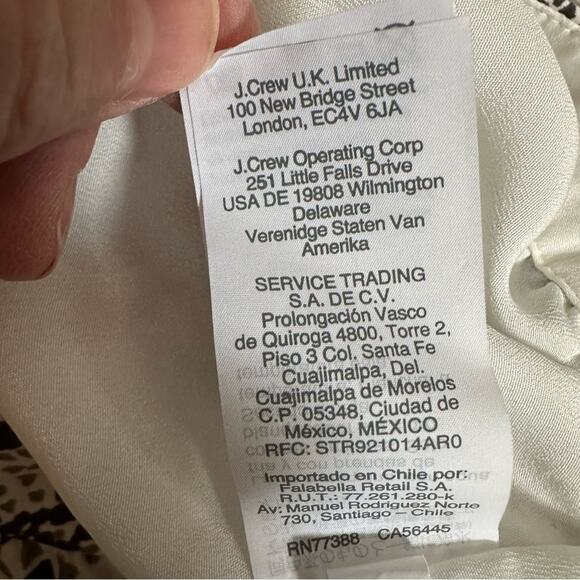 J.Crew U.K. Limited
100 New Bridge Street
London, EC4V 6JA
J.Crew Operating Corp
251 Little Falls Drive
USA DE 19808 Wilmington
Delaware
Verenidge Staten Van
Amerika
SERVICE TRADING
S.A. DE C.V.
Prolongación Vasco
de Quiroga 4800, Torre 2,
Piso 3 Col. Santa Fe
Cuajimalpa, Del.
Cuajimalpa de Morelos
C.P. 05348, Ciudad de
México, MÉXICO
RFC: STR921014AR0
Importado en Chile por:
Falabella Retail S.A.
R.U.T.: 77.261.280-k
Av: Manuel Rodriguez Norte
730, Santiago - Chile
RN77388 CA56445